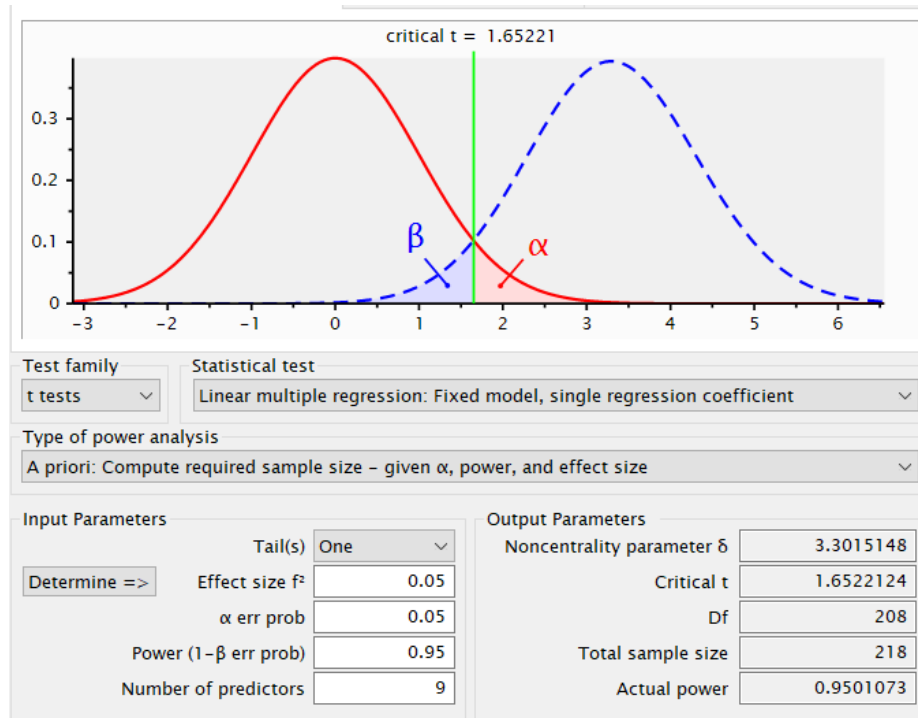 critical t = 1.65221
0.3
0.2
0.1
0
β
α
-3 -2 -1 0 1 2 3 4 5 6
Test family
Statistical test
t tests
Linear multiple regression: Fixed model, single regression coefficient
Type of power analysis
A priori: Compute required sample size – given α, power, and effect size
Input Parameters
Tail(s) One
Determine => Effect size f² 0.05
α err prob 0.05
Power (1-β err prob) 0.95
Number of predictors 9
Output Parameters
Noncentrality parameter δ 3.3015148
Critical t 1.6522124
Df 208
Total sample size 218
Actual power 0.9501073